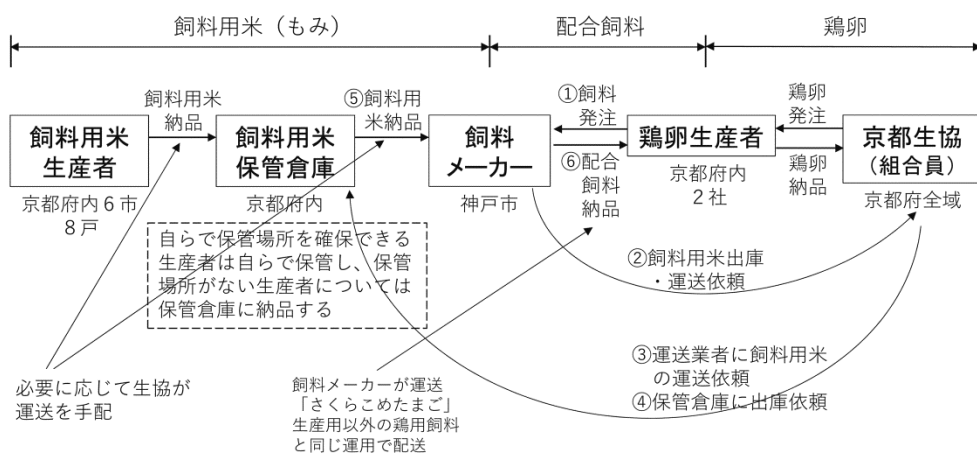 飼料用米（もみ）
配合飼料
鶏卵
飼料用米
納品
⑤飼料用
米納品
①飼料
発注
鶏卵
発注
飼料用米
生産者
飼料用米
保管倉庫
飼料
メーカー
鶏卵生産者
京都生協
（組合員）
⑥配合
飼料
納品
鶏卵
納品
京都府内６市
８戸
京都府内
神戸市
京都府内
２社
京都府全域
自らで保管場所を確保できる
生産者は自らで保管し、保管
場所がない生産者については
保管倉庫に納品する
②飼料用米出庫
・運送依頼
③運送業者に飼料用米
の運送依頼
④保管倉庫に出庫依頼
必要に応じて生協が
運送を手配
飼料メーカーが運送
「さくらこめたまご」
生産用以外の鶏用飼料
と同じ運用で配送